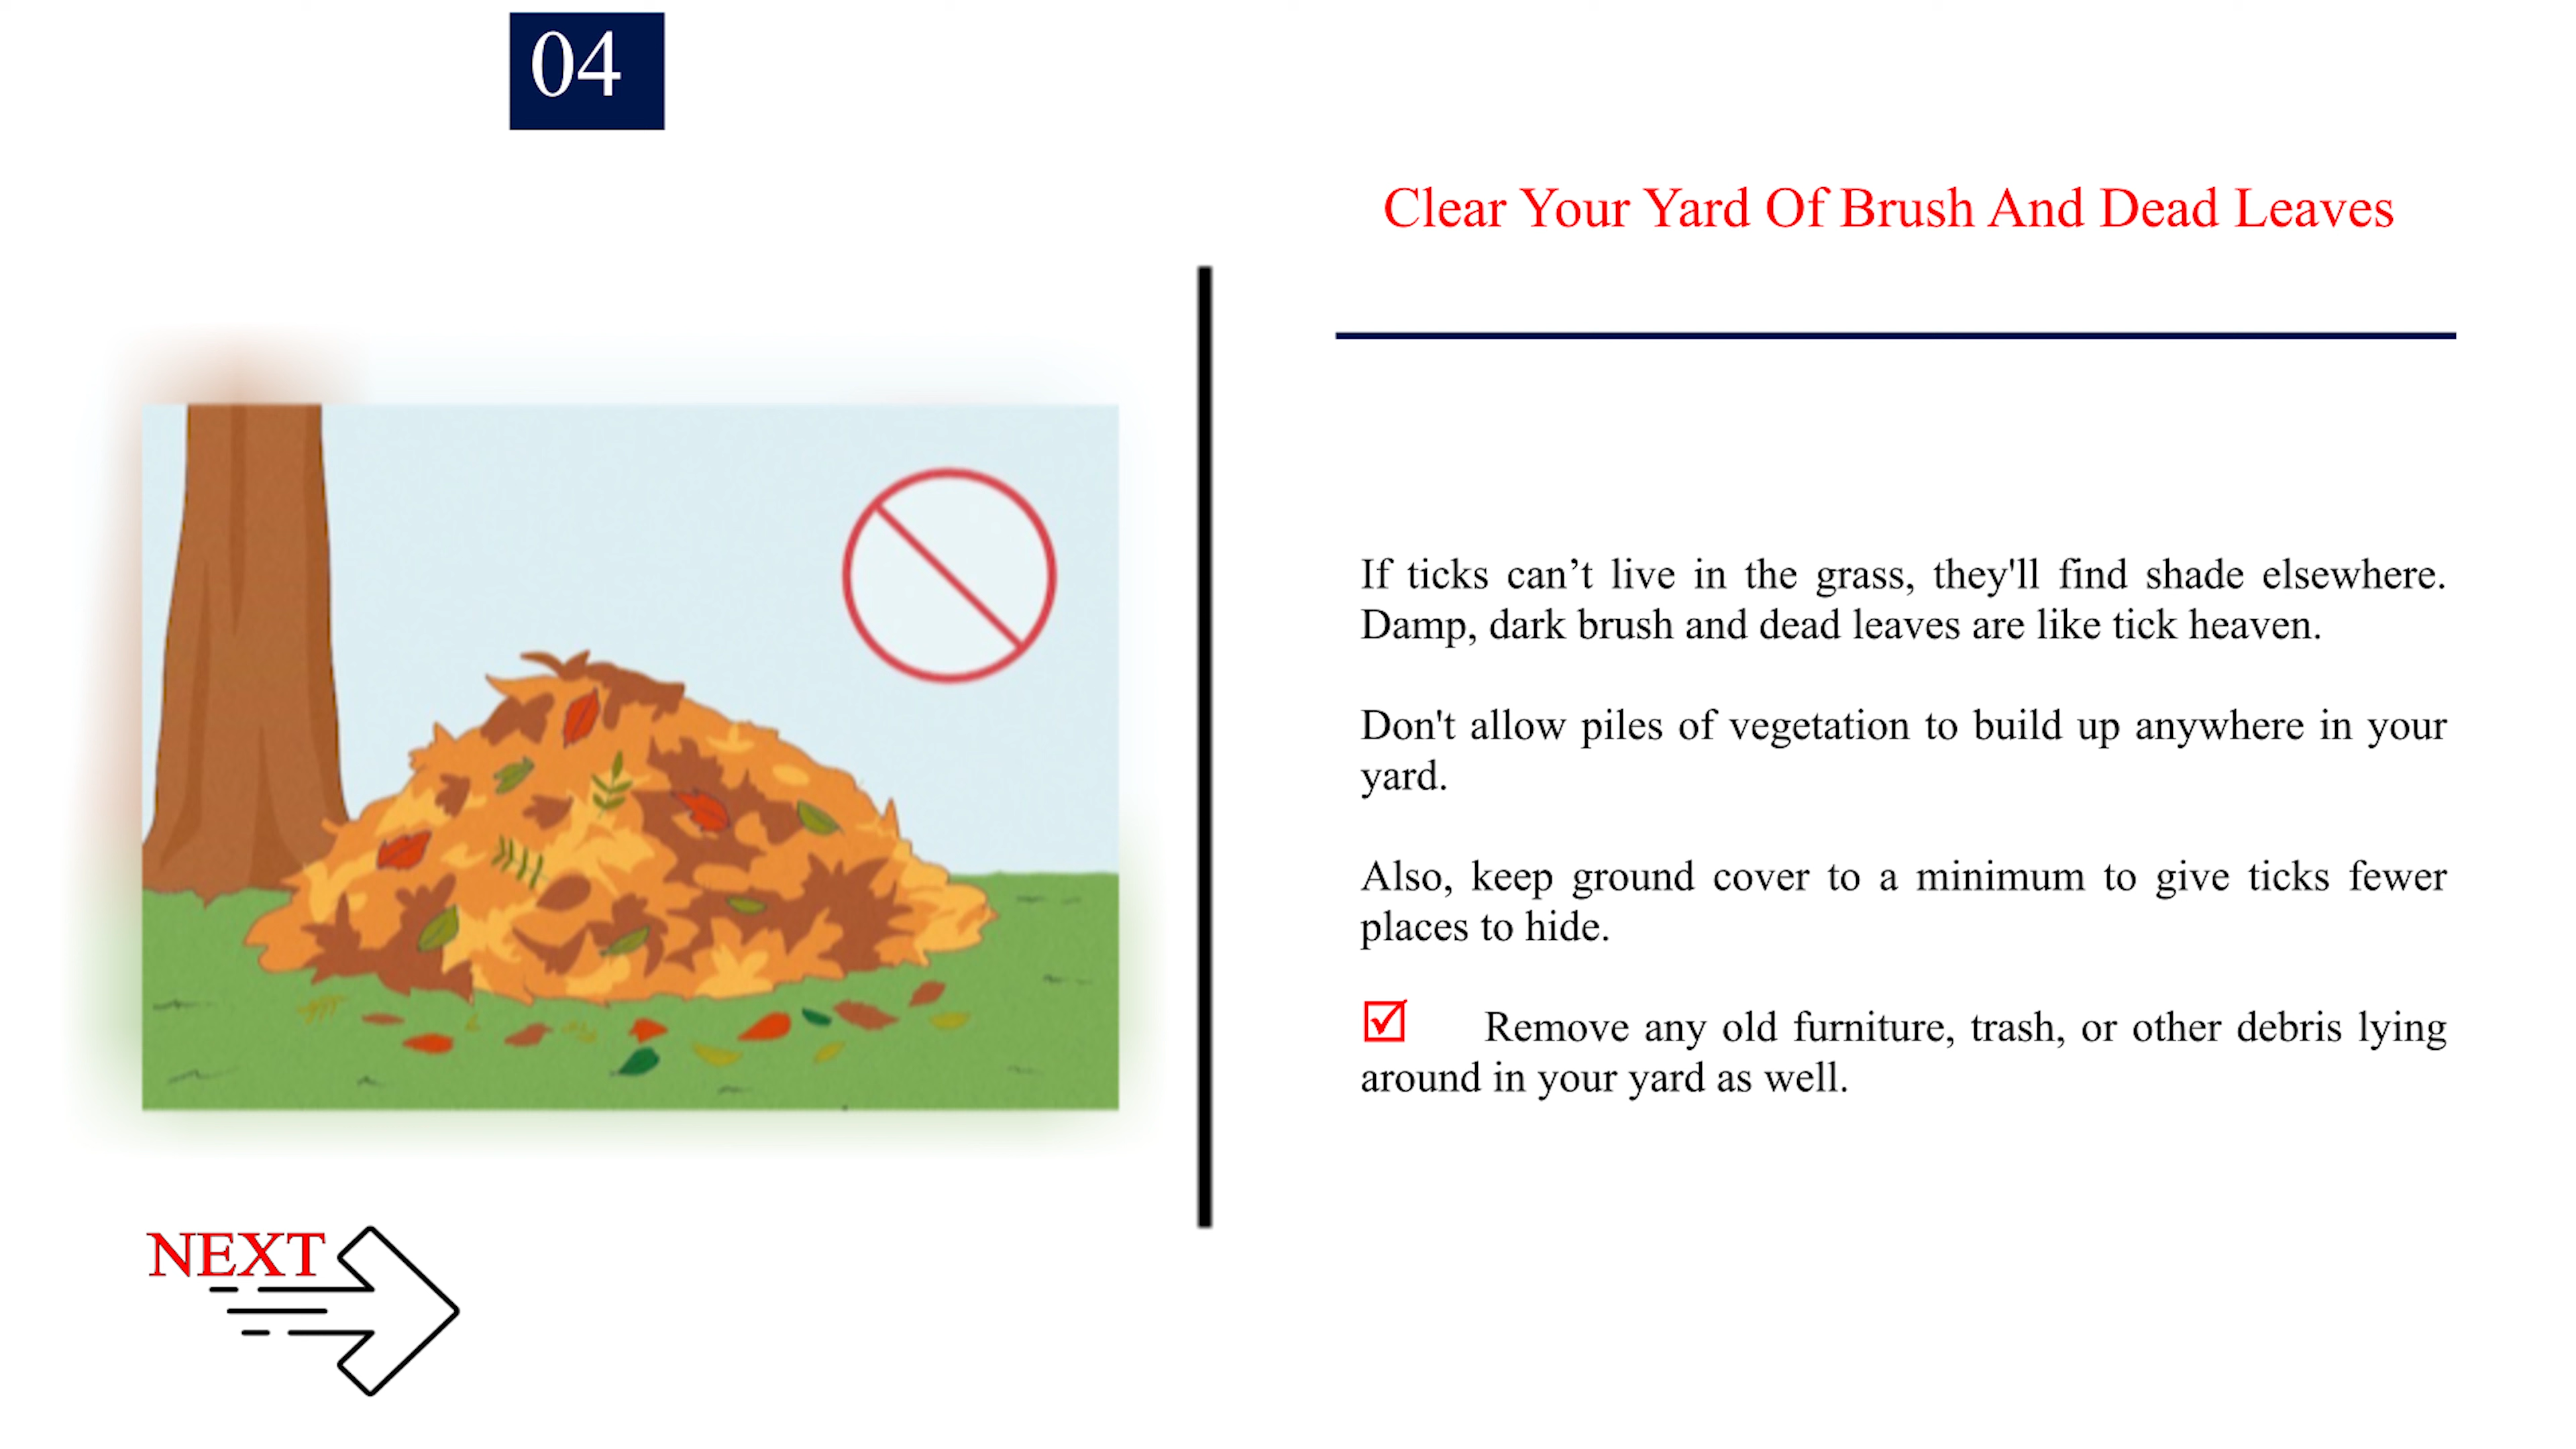 04
Clear Your Yard Of Brush And Dead Leaves
If ticks can’t live in the grass, they'll find shade elsewhere.
Damp, dark brush and dead leaves are like tick heaven.
Don't allow piles of vegetation to build up anywhere in your
yard.
Also, keep ground cover to a minimum to give ticks fewer
places to hide.
☑ Remove any old furniture, trash, or other debris lying
around in your yard as well.
NEXT